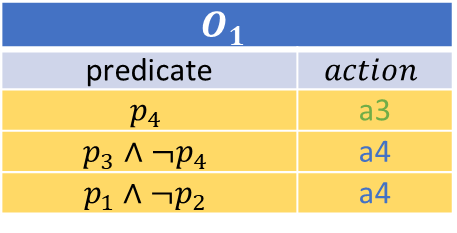 O₁
predicate action
p₄ a3
p₃ ∧ ¬p₄ a4
p₁ ∧ ¬p₂ a4